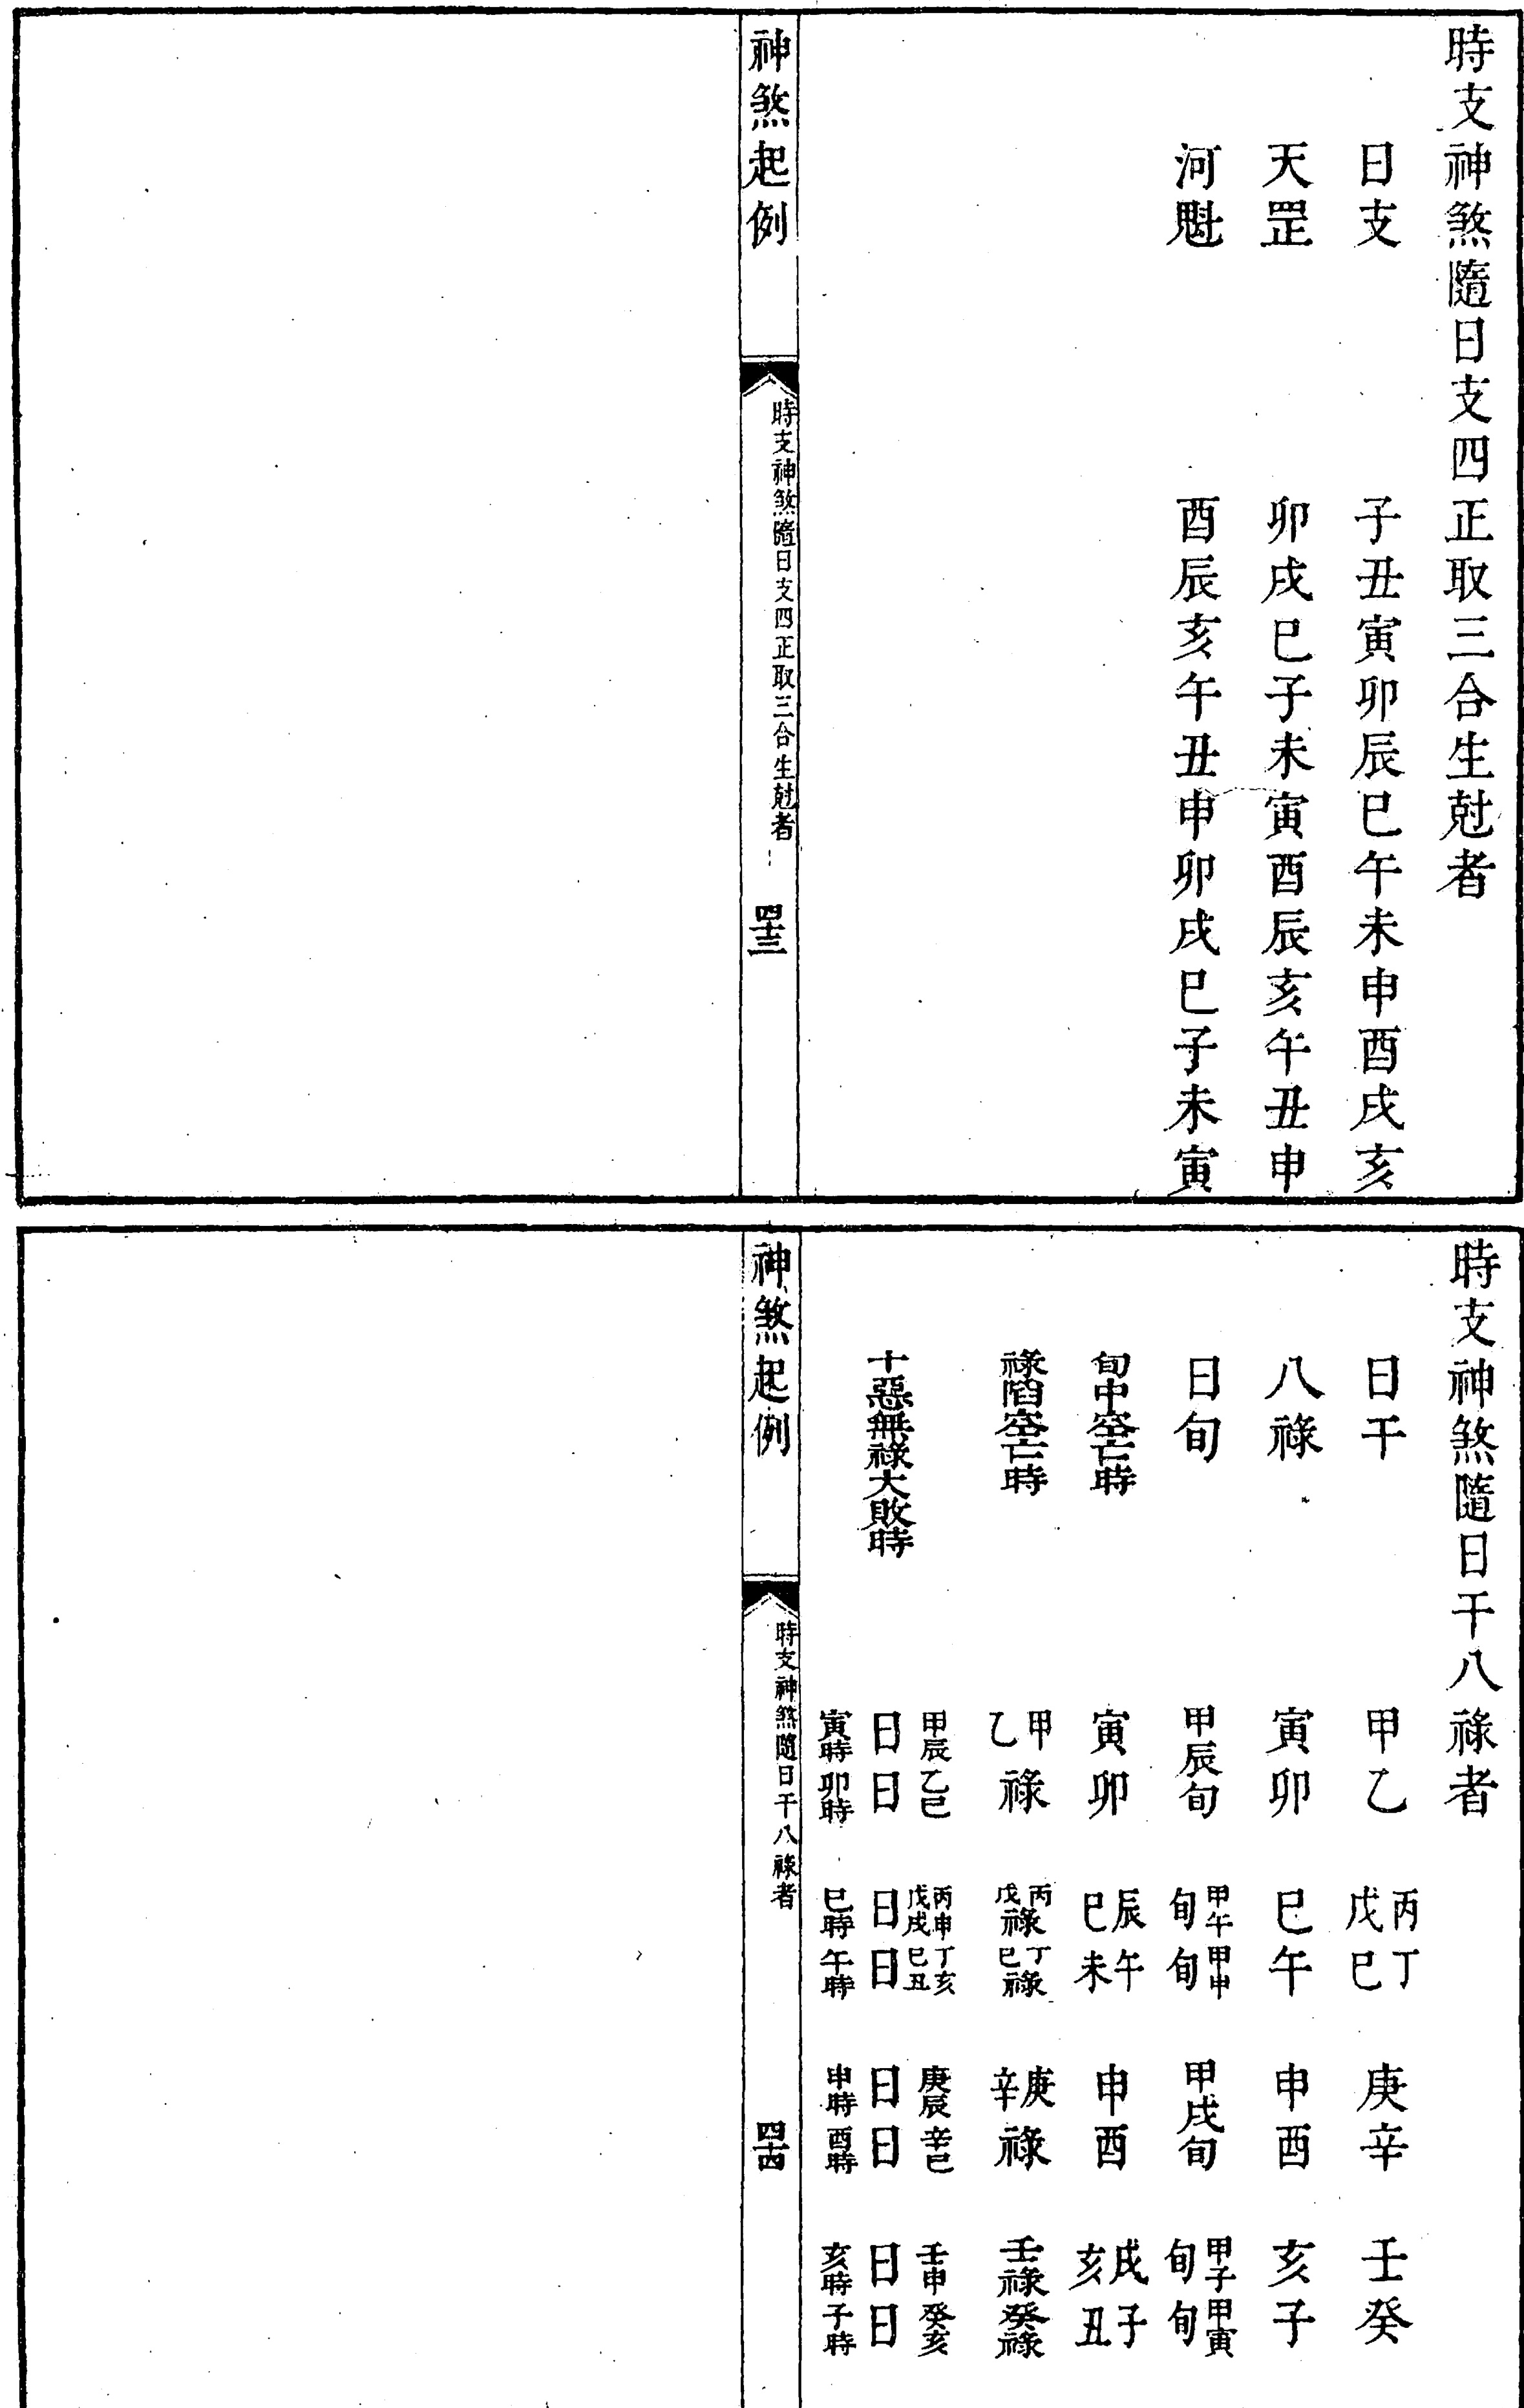 時支神煞隨日支四正取三合生尅者
日支 子丑寅卯辰巳午未申酉戌亥
天罡 卯戌巳子未寅酉辰亥午丑申
河魁 酉辰亥午丑申卯戌巳子未寅
神煞起例 時支神煞隨日支四正取三合生尅者 四十三
時支神煞隨日干八祿者
日干 甲乙 丙戊丁巳 庚辛 壬癸
八祿 寅卯 巳午 申酉 亥子
日旬 甲辰旬 甲午旬甲申旬 甲戌旬 甲子旬甲寅旬
旬中空亡時 寅卯 辰巳午未 申酉 戌亥子丑
祿陷空亡時 甲乙祿 丙戊祿丁巳祿 庚辛祿 壬祿癸祿
十惡無祿大敗時 甲辰日乙巳日 丙申戊戌日丁亥巳丑日 庚辰日辛巳日 壬申日癸亥日
寅時卯時 巳時午時 申時酉時 亥時子時
神煞起例 時支神煞隨日干八祿者 四十四